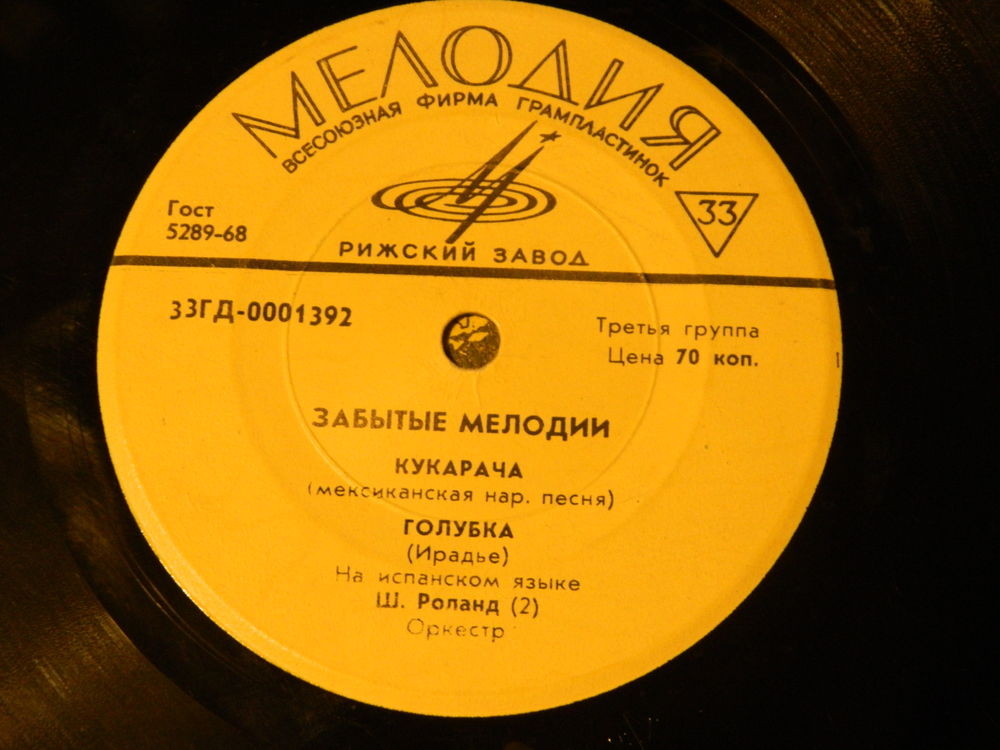 МЕЛОДИЯ
ВСЕСОЮЗНАЯ ФИРМА ГРАМПЛАСТИНОК
33
Гост
5289-68
РИЖСКИЙ ЗАВОД
33ГД-0001392
Третья группа
Цена 70 коп.
ЗАБЫТЫЕ МЕЛОДИИ
КУКАРАЧА
(мексиканская нар. песня)
ГОЛУБКА
(Ирадье)
На испанском языке
Ш. Роланд (2)
Оркестр